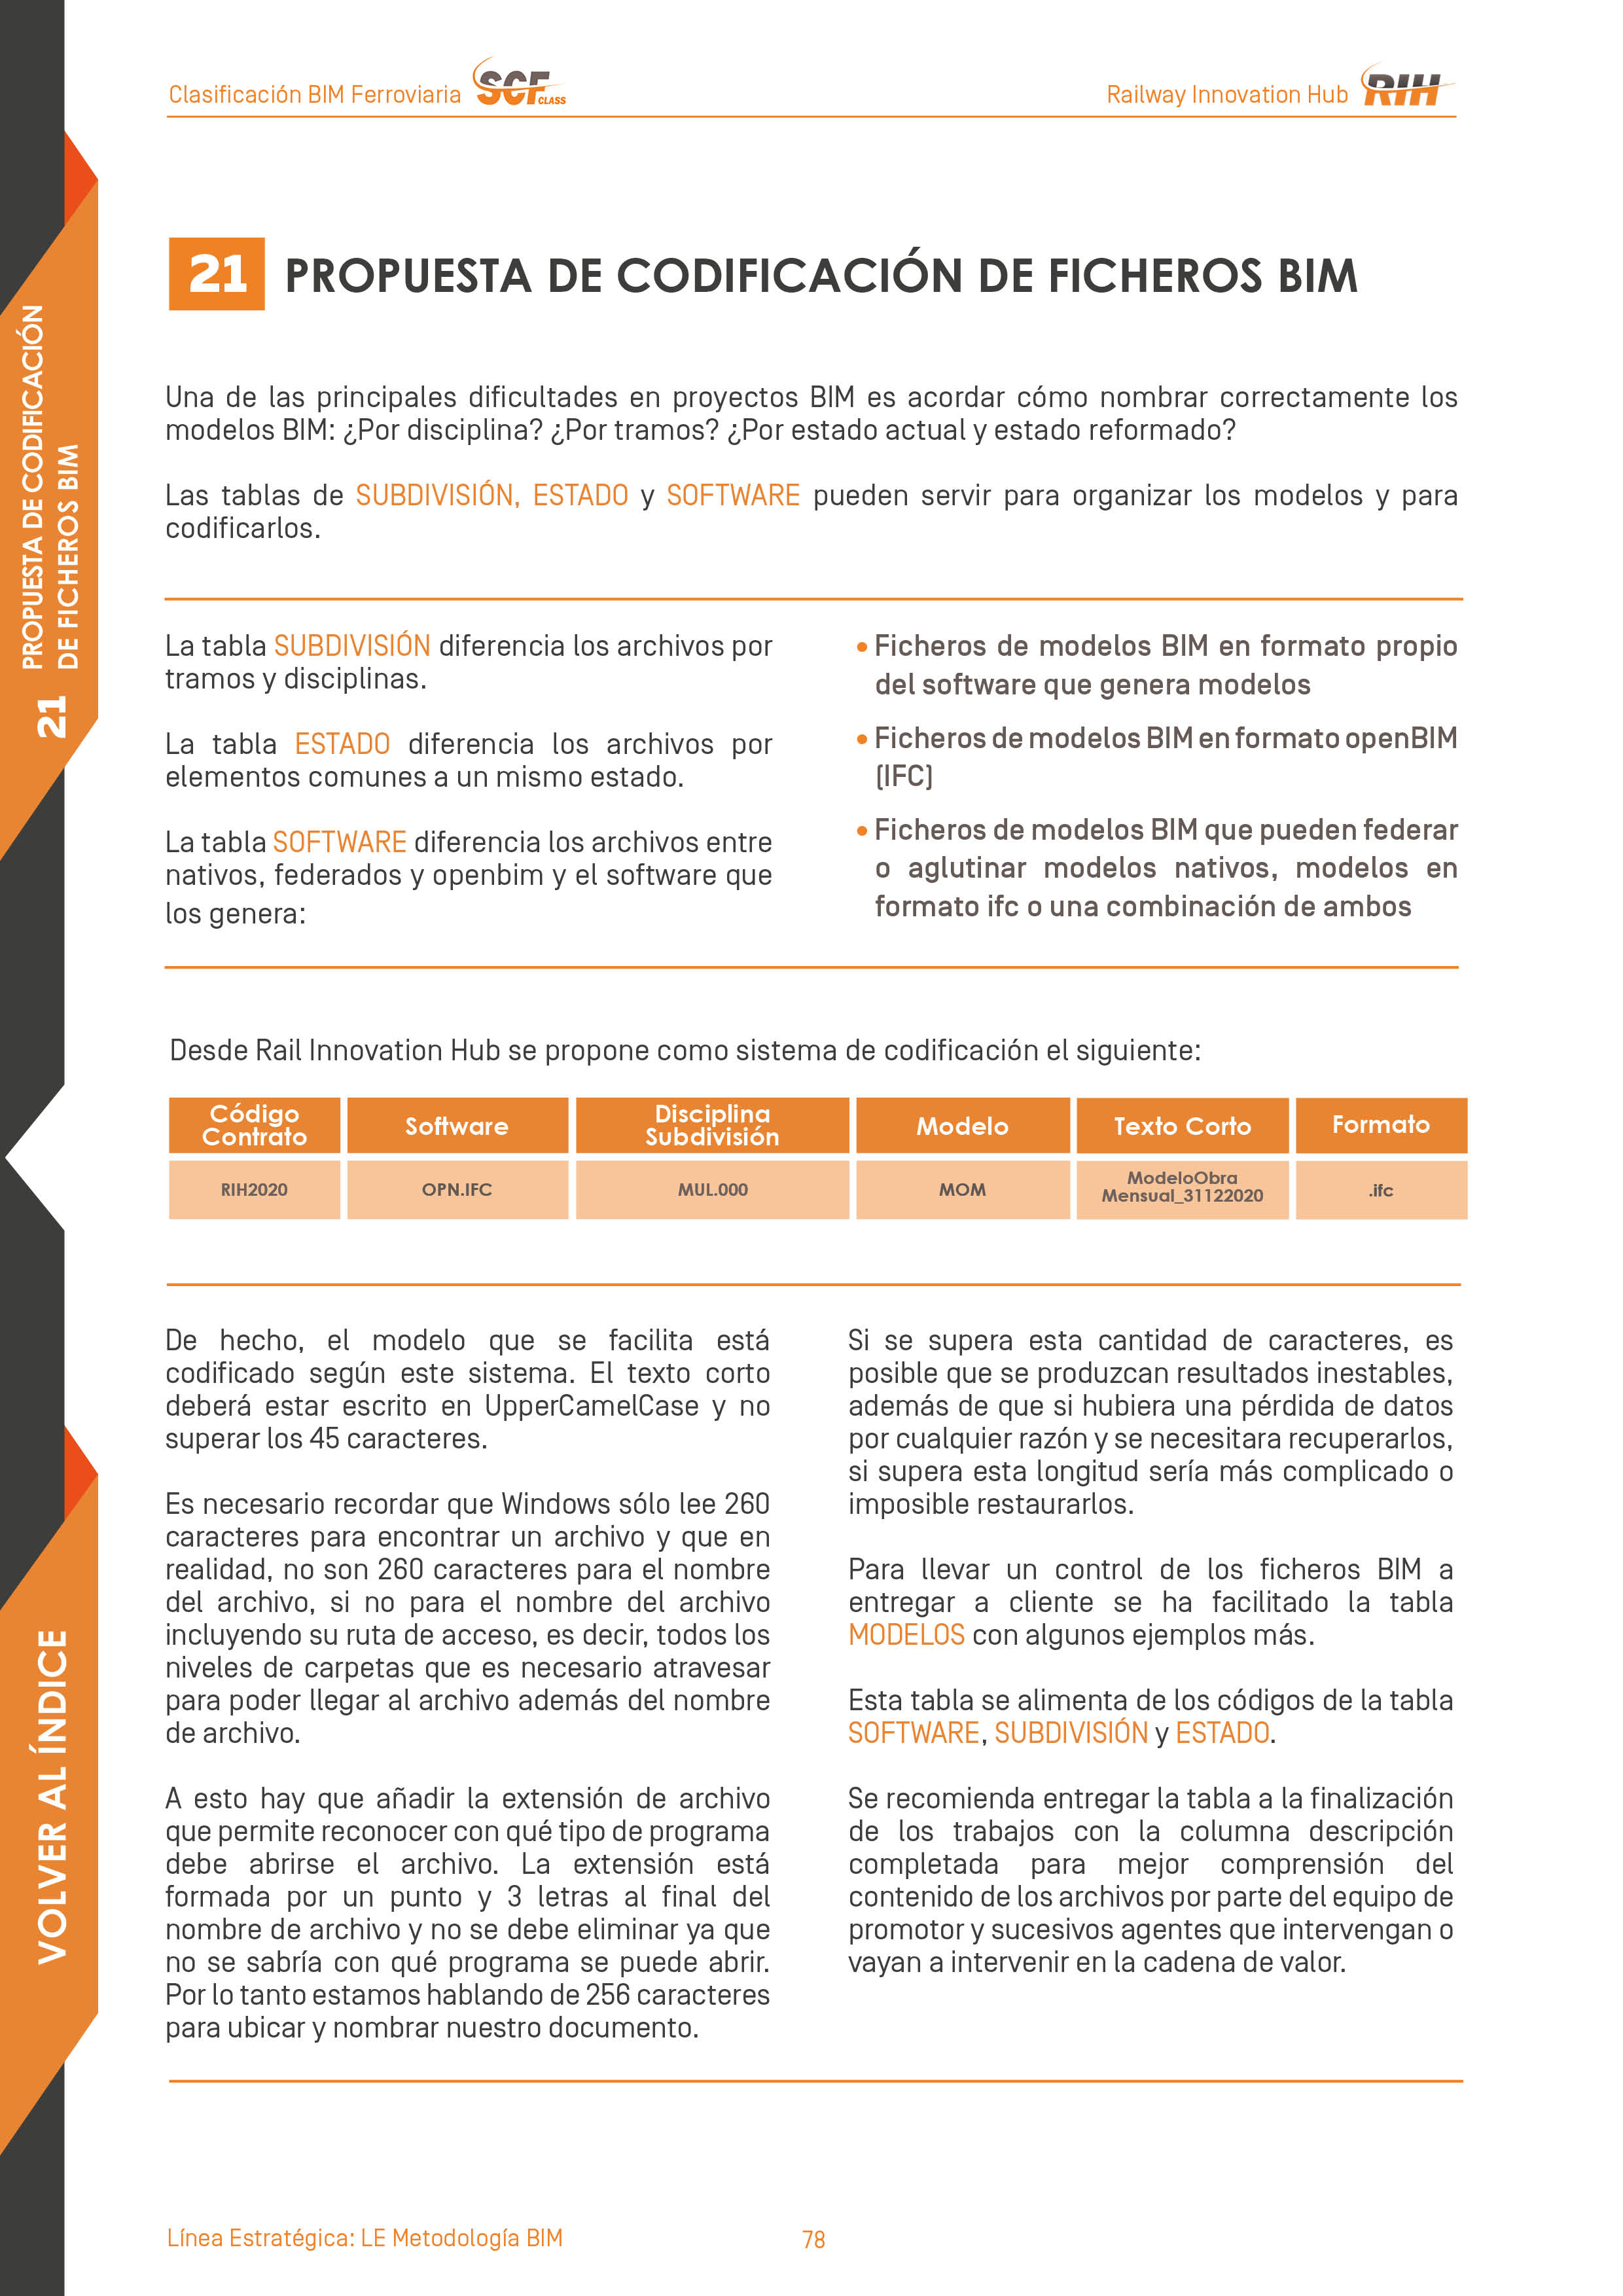 Clasificación BIM Ferroviaria SCF CLASS
Railway Innovation Hub RIH
21 PROPUESTA DE CODIFICACIÓN DE FICHEROS BIM
Una de las principales dificultades en proyectos BIM es acordar cómo nombrar correctamente los
modelos BIM: ¿Por disciplina? ¿Por tramos? ¿Por estado actual y estado reformado?
Las tablas de SUBDIVISIÓN, ESTADO y SOFTWARE pueden servir para organizar los modelos y para
codificarlos.
La tabla SUBDIVISIÓN diferencia los archivos por
tramos y disciplinas.
La tabla ESTADO diferencia los archivos por
elementos comunes a un mismo estado.
La tabla SOFTWARE diferencia los archivos entre
nativos, federados y openbim y el software que
los genera:
• Ficheros de modelos BIM en formato propio
del software que genera modelos
• Ficheros de modelos BIM en formato openBIM
(IFC)
• Ficheros de modelos BIM que pueden federar
o aglutinar modelos nativos, modelos en
formato ifc o una combinación de ambos
Desde Rail Innovation Hub se propone como sistema de codificación el siguiente:
Código
Contrato
Software
Disciplina
Subdivisión
Modelo
Texto Corto
Formato
RIH2020
OPN.IFC
MUL.000
MOM
ModeloObra
Mensual_31122020
.ifc
De hecho, el modelo que se facilita está
codificado según este sistema. El texto corto
deberá estar escrito en UpperCamelCase y no
superar los 45 caracteres.
Es necesario recordar que Windows sólo lee 260
caracteres para encontrar un archivo y que en
realidad, no son 260 caracteres para el nombre
del archivo, si no para el nombre del archivo
incluyendo su ruta de acceso, es decir, todos los
niveles de carpetas que es necesario atravesar
para poder llegar al archivo además del nombre
de archivo.
A esto hay que añadir la extensión de archivo
que permite reconocer con qué tipo de programa
debe abrirse el archivo. La extensión está
formada por un punto y 3 letras al final del
nombre de archivo y no se debe eliminar ya que
no se sabría con qué programa se puede abrir.
Por lo tanto estamos hablando de 256 caracteres
para ubicar y nombrar nuestro documento.
Si se supera esta cantidad de caracteres, es
posible que se produzcan resultados inestables,
además de que si hubiera una pérdida de datos
por cualquier razón y se necesitara recuperarlos,
si supera esta longitud sería más complicado o
imposible restaurarlos.
Para llevar un control de los ficheros BIM a
entregar a cliente se ha facilitado la tabla
MODELOS con algunos ejemplos más.
Esta tabla se alimenta de los códigos de la tabla
SOFTWARE, SUBDIVISIÓN y ESTADO.
Se recomienda entregar la tabla a la finalización
de los trabajos con la columna descripción
completada para mejor comprensión del
contenido de los archivos por parte del equipo de
promotor y sucesivos agentes que intervengan o
vayan a intervenir en la cadena de valor.
21 PROPUESTA DE CODIFICACIÓN
DE FICHEROS BIM
VOLVER AL ÍNDICE
Línea Estratégica: LE Metodología BIM
78